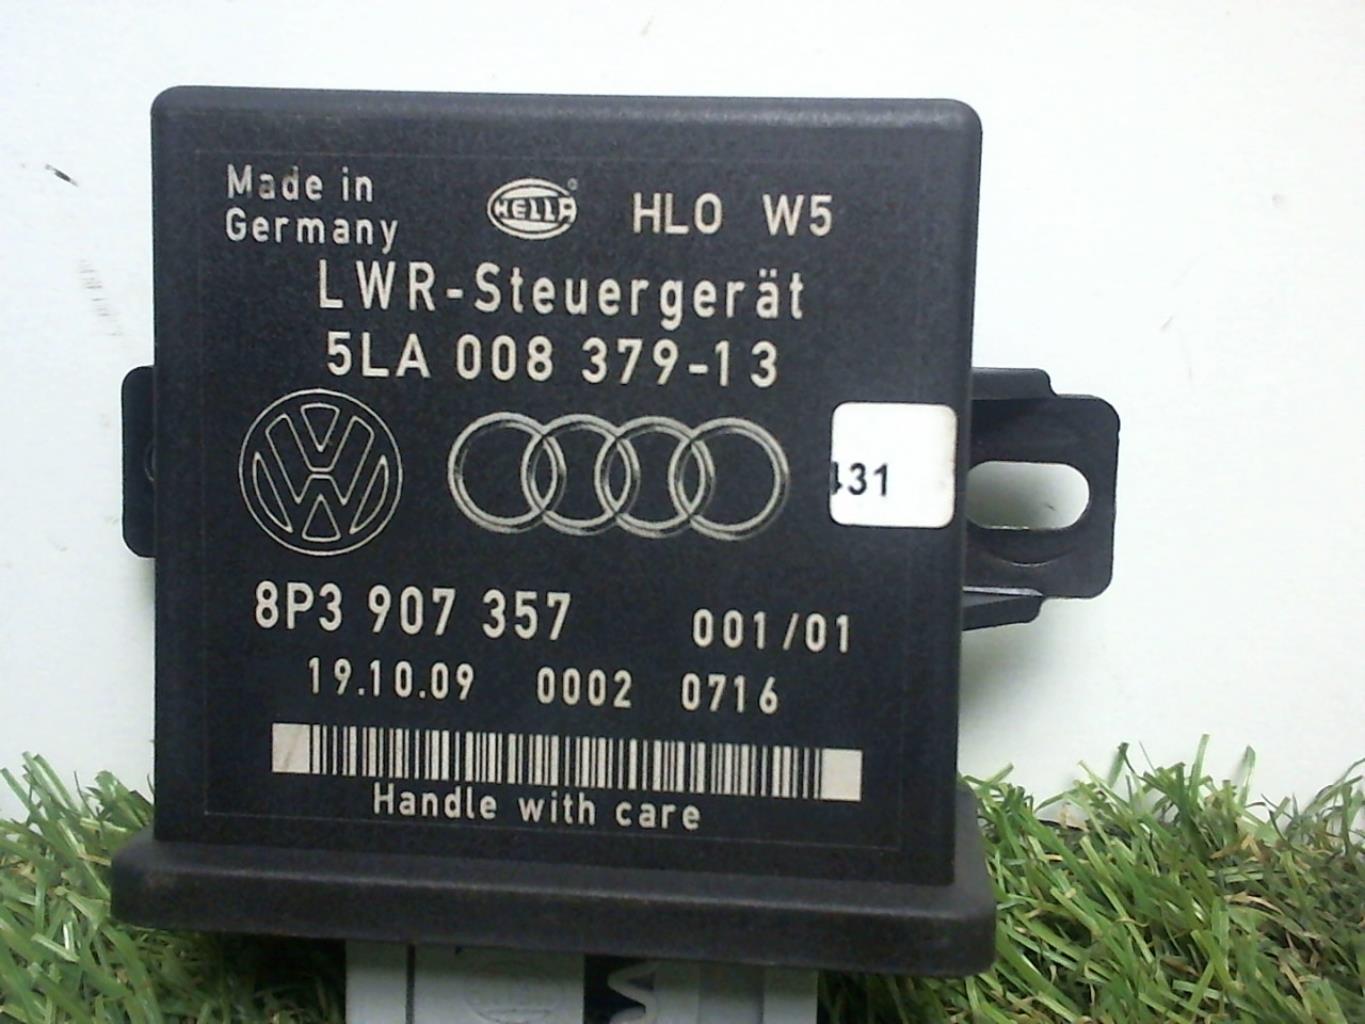 Made in
Germany
HELLA HLO W5
LWR-Steuergerät
5LA 008 379-13
431
8P3 907 357 001/01
19.10.09 0002 0716
Handle with care